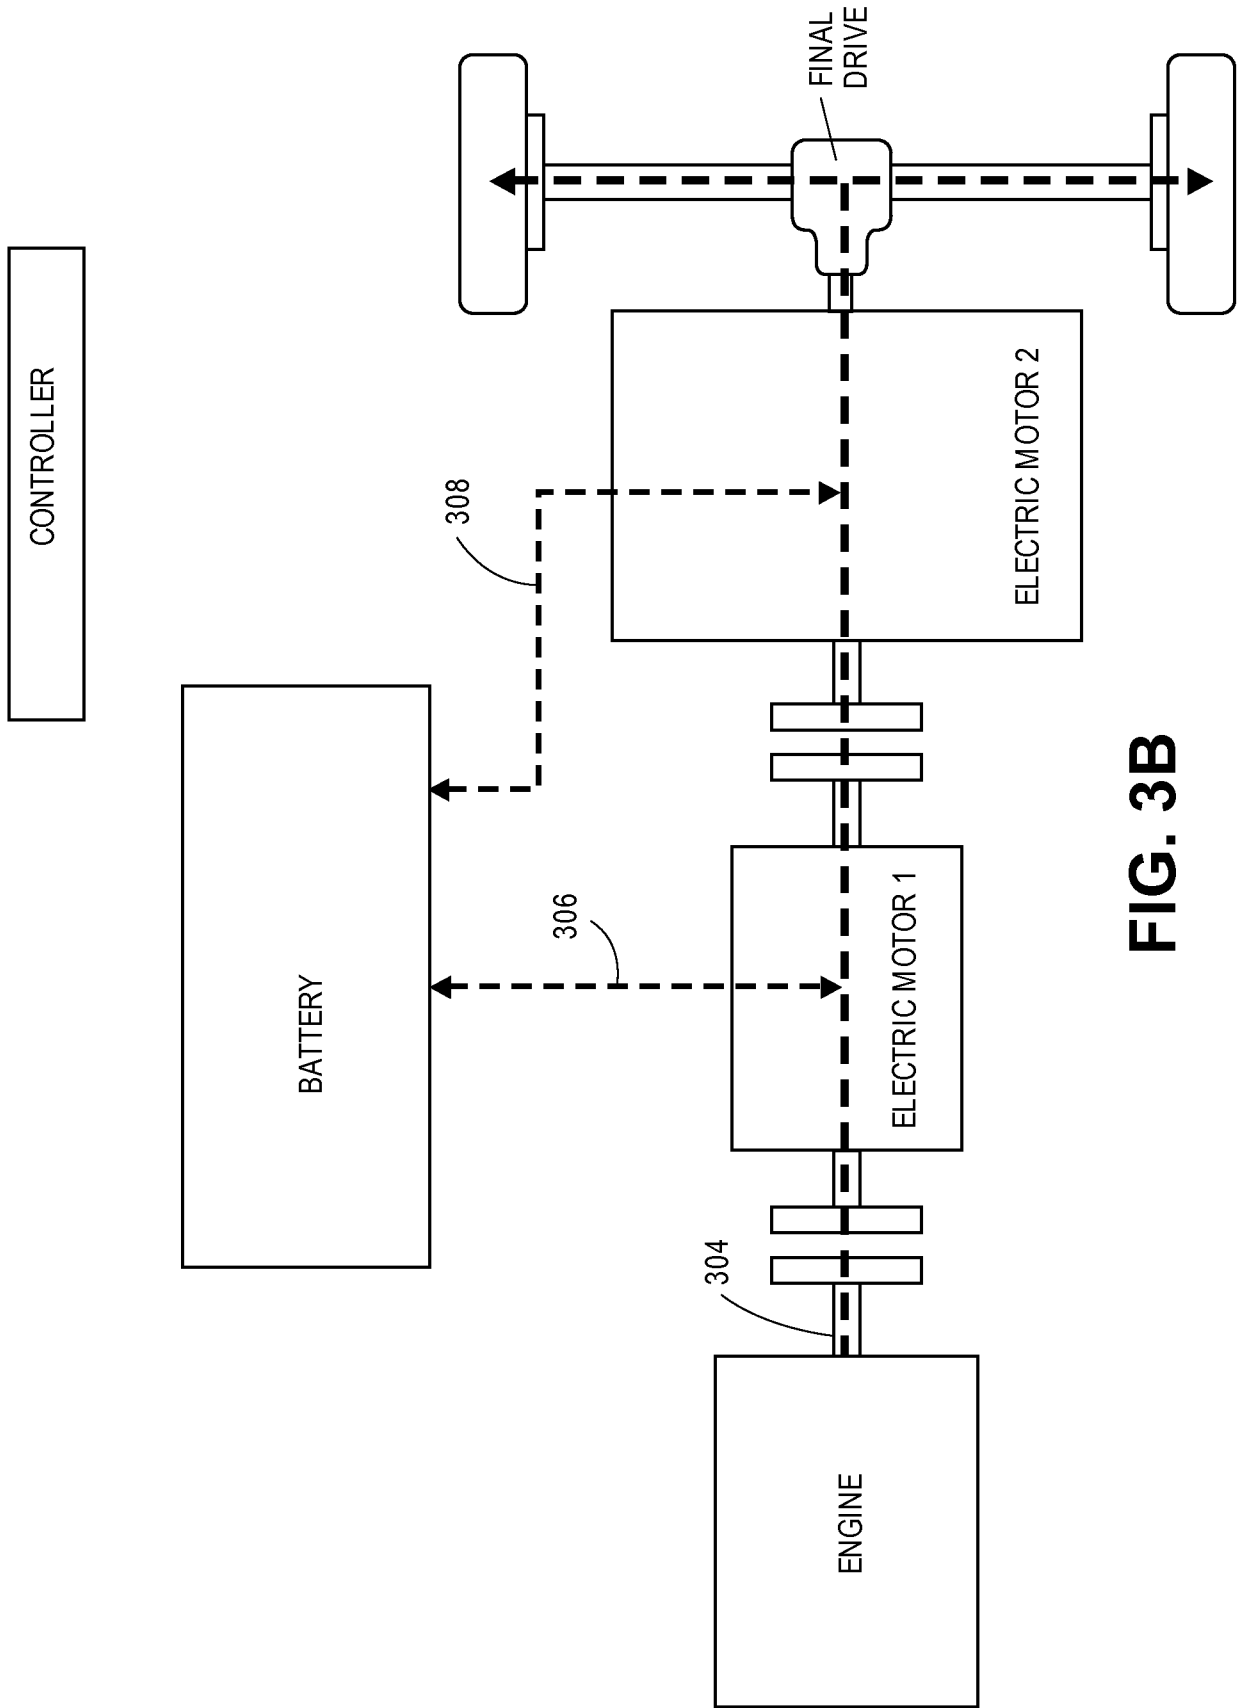 CONTROLLER
BATTERY
308
306
304
FINAL
DRIVE
ENGINE
ELECTRIC MOTOR 1
ELECTRIC MOTOR 2
FIG. 3B